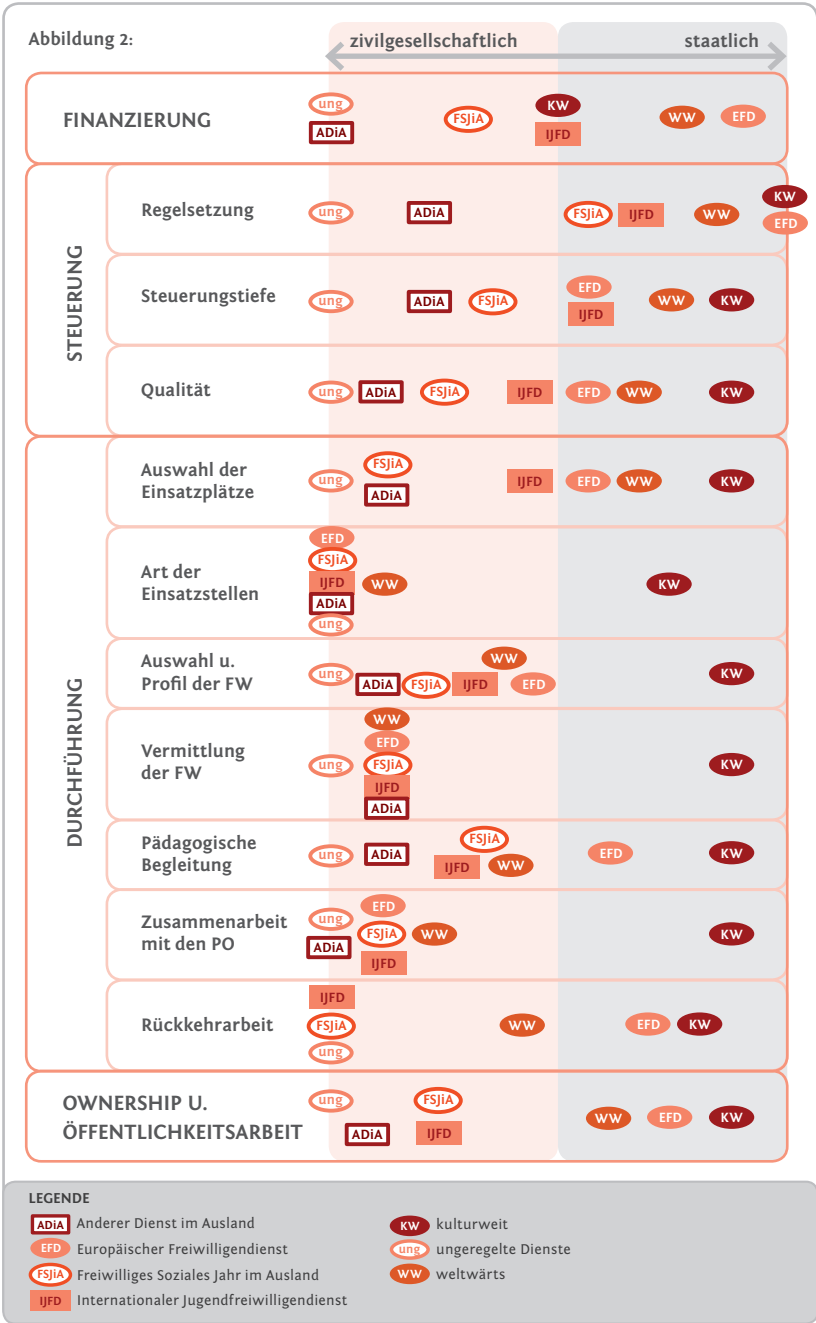 Abbildung 2:
zivilgesellschaftlich
staatlich
FINANZIERUNG
ung
ADiA
FSJiA
KW
IJFD
WW
EFD
STEUERUNG
Regelsetzung
ung
ADiA
FSJiA
IJFD
WW
KW
EFD
Steuerungstiefe
ung
ADiA
FSJiA
EFD
IJFD
WW
KW
Qualität
ung
ADiA
FSJiA
IJFD
EFD
WW
KW
DURCHFÜHRUNG
Auswahl der
Einsatzplätze
ung
FSJiA
ADiA
IJFD
EFD
WW
KW
Art der
Einsatzstellen
EFD
FSJiA
IJFD
ADiA
ung
WW
KW
Auswahl u.
Profil der FW
ung
ADiA
FSJiA
IJFD
WW
EFD
KW
Vermittlung
der FW
ung
WW
EFD
FSJiA
IJFD
ADiA
KW
Pädagogische
Begleitung
ung
ADiA
IJFD
FSJiA
WW
EFD
KW
Zusammenarbeit
mit den PO
ung
ADiA
EFD
FSJiA
IJFD
WW
KW
Rückkehrarbeit
IJFD
FSJiA
ung
WW
EFD
KW
OWNERSHIP U.
ÖFFENTLICHKEITSARBEIT
ung
ADiA
FSJiA
IJFD
WW
EFD
KW
LEGENDE
ADiA Anderer Dienst im Ausland
EFD Europäischer Freiwilligendienst
FSJiA Freiwilliges Soziales Jahr im Ausland
IJFD Internationaler Jugendfreiwilligendienst
KW kulturweit
ung ungeregelte Dienste
WW weltwärts